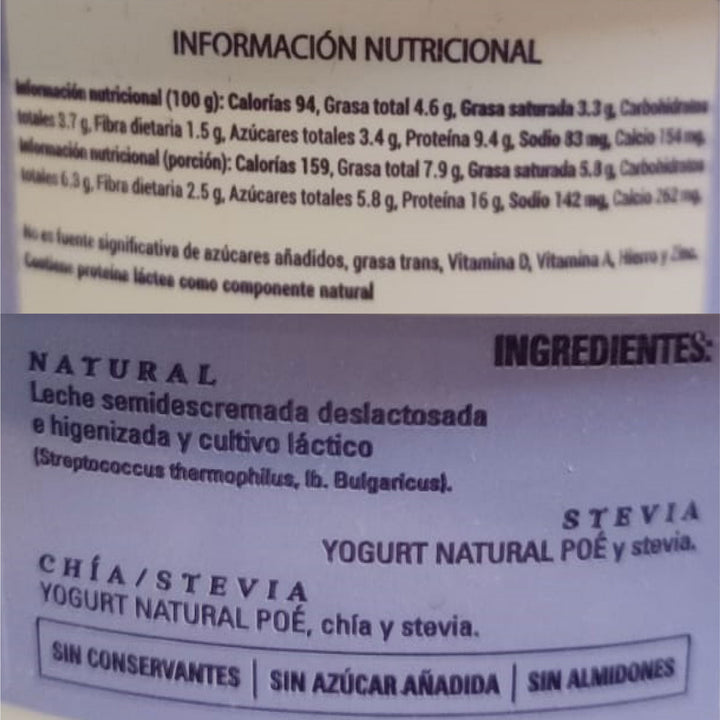 INFORMACIÓN NUTRICIONAL
Información nutricional (100 g): Calorías 94, Grasa total 4.6 g, Grasa saturada 3.3 g, Carbohidratos
totales 3.7 g, Fibra dietaria 1.5 g, Azúcares totales 3.4 g, Proteína 9.4 g, Sodio 83 mg, Calcio 154 mg.
Información nutricional (porción): Calorías 159, Grasa total 7.9 g, Grasa saturada 5.8 g, Carbohidratos
totales 6.3 g, Fibra dietaria 2.5 g, Azúcares totales 5.8 g, Proteína 16 g, Sodio 142 mg, Calcio 262 mg.
No es fuente significativa de azúcares añadidos, grasa trans, Vitamina D, Vitamina A, Hierro y Zinc.
Contiene proteína láctea como componente natural
INGREDIENTES:
NATURAL
Leche semidescremada deslactosada
e higenizada y cultivo láctico
(Streptococcus thermophilus, lb. Bulgaricus).
STEVIA
YOGURT NATURAL POÉ y stevia.
CHÍA/STEVIA
YOGURT NATURAL POÉ, chía y stevia.
SIN CONSERVANTES | SIN AZÚCAR AÑADIDA | SIN ALMIDONES